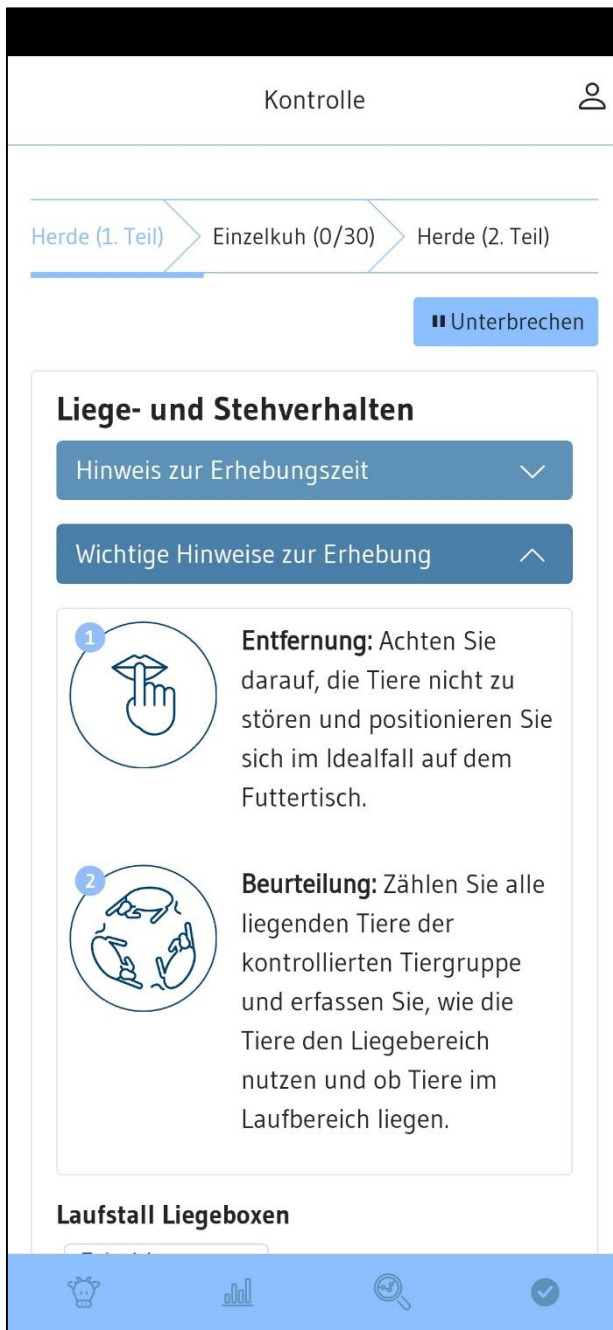 Kontrolle
Herde (1. Teil)
Einzelkuh (0/30)
Herde (2. Teil)
Unterbrechen
Liege- und Stehverhalten
Hinweis zur Erhebungszeit
Wichtige Hinweise zur Erhebung
1
Entfernung: Achten Sie
darauf, die Tiere nicht zu
stören und positionieren Sie
sich im Idealfall auf dem
Futtertisch.
2
Beurteilung: Zählen Sie alle
liegenden Tiere der
kontrollierten Tiergruppe
und erfassen Sie, wie die
Tiere den Liegebereich
nutzen und ob Tiere im
Laufbereich liegen.
Laufstall Liegeboxen